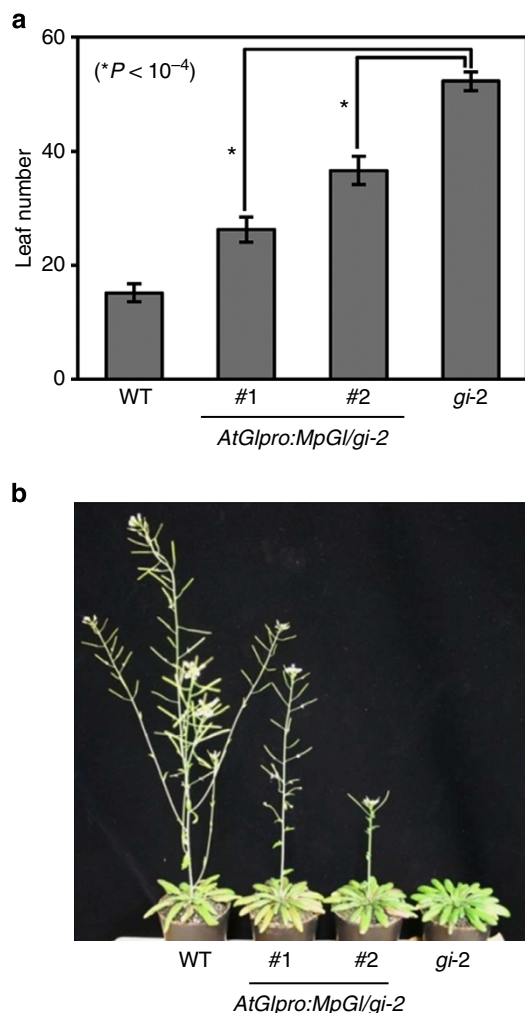 a
60
(*P < 10–4)
*
40
*
Leaf number
20
0
WT #1 #2 gi-2
AtGIpro:MpGI/gi-2
b
WT #1 #2 gi-2
AtGIpro:MpGI/gi-2